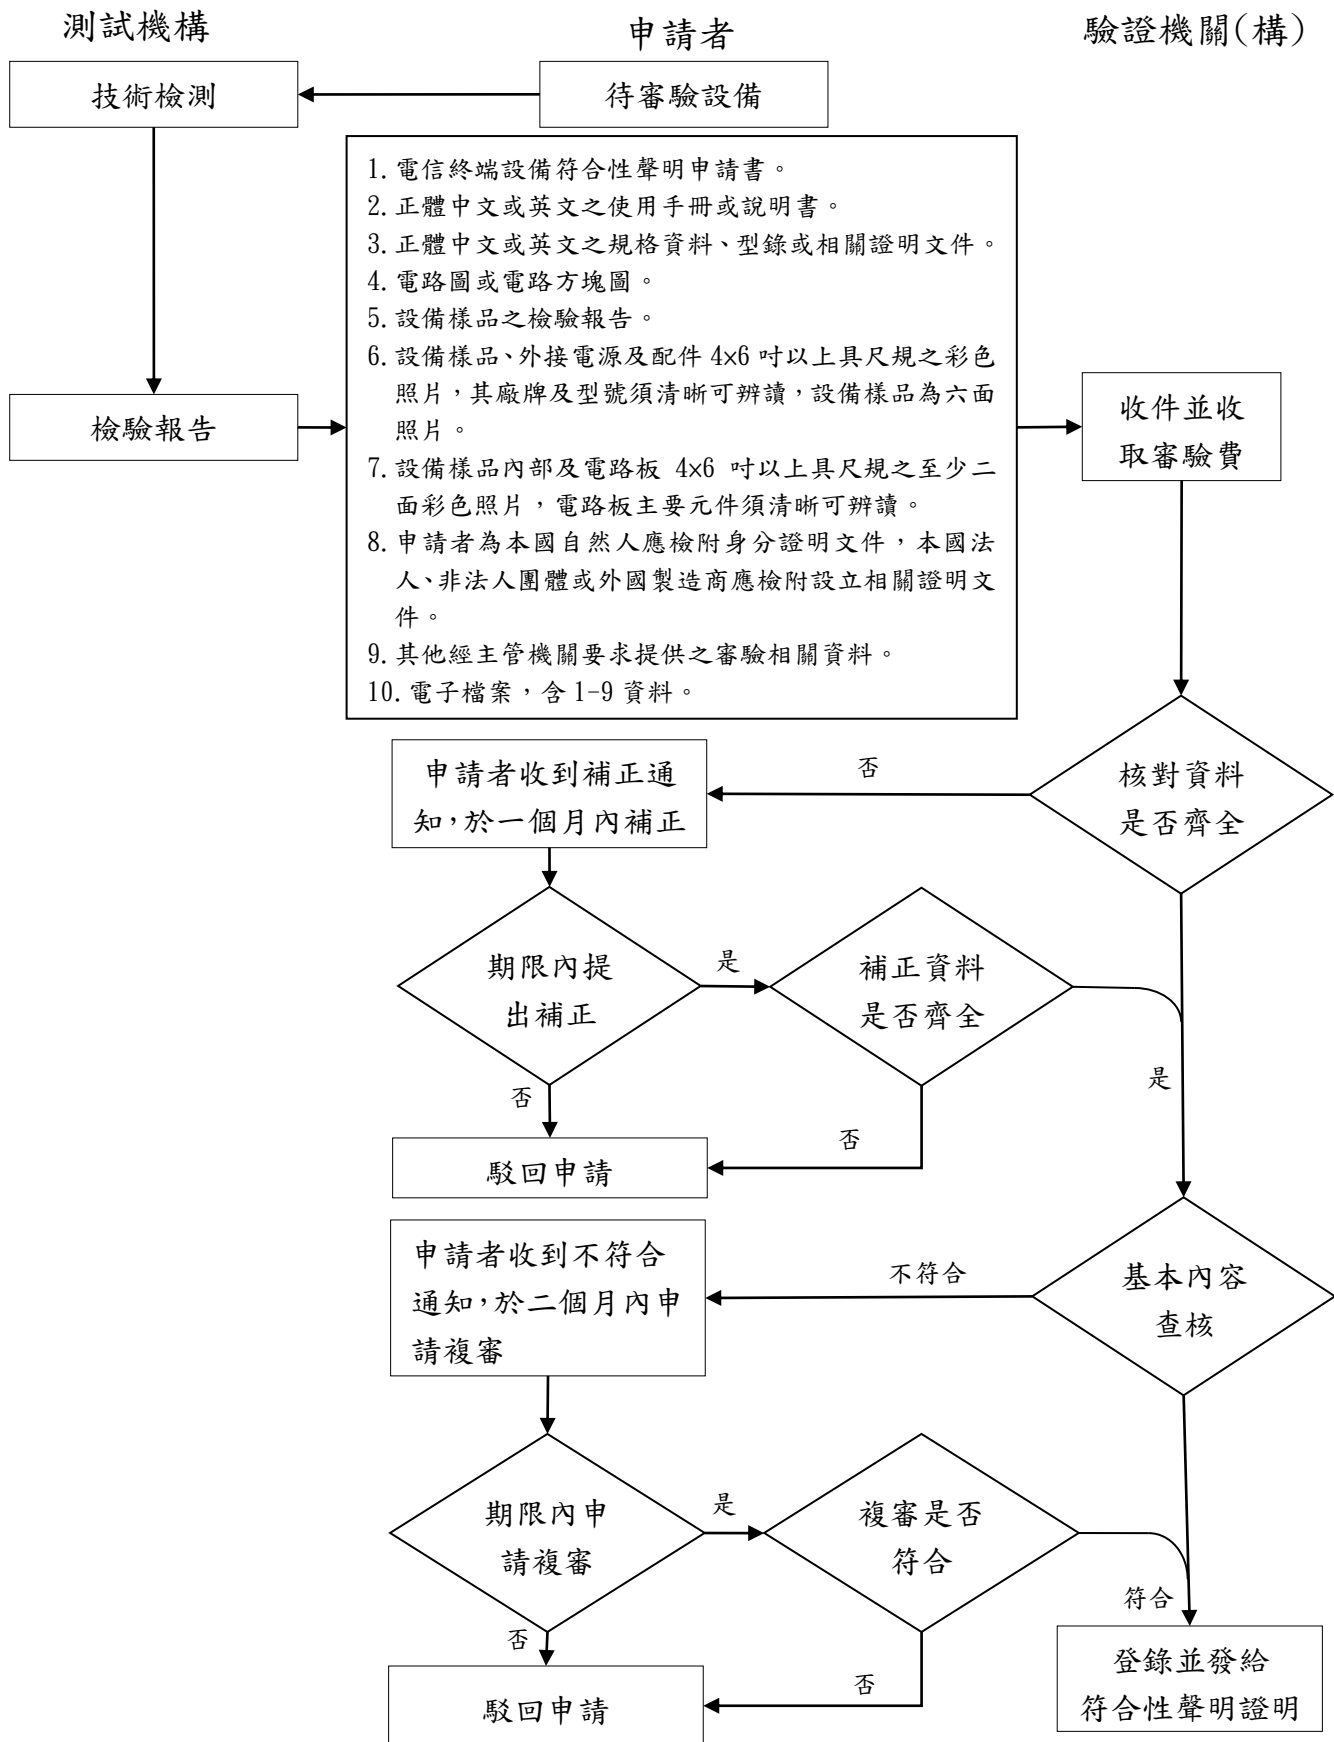 測試機構
申請者
驗證機關(構)
技術檢測
待審驗設備
1.電信終端設備符合性聲明申請書。
2.正體中文或英文之使用手冊或說明書。
3.正體中文或英文之規格資料、型錄或相關證明文件。
4.電路圖或電路方塊圖。
5.設備樣品之檢驗報告。
6.設備樣品、外接電源及配件 4×6 吋以上具尺規之彩色
照片，其廠牌及型號須清晰可辨讀，設備樣品為六面
照片。
7.設備樣品內部及電路板 4×6 吋以上具尺規之至少二
面彩色照片，電路板主要元件須清晰可辨讀。
8.申請者為本國自然人應檢附身分證明文件，本國法
人、非法人團體或外國製造商應檢附設立相關證明文
件。
9.其他經主管機關要求提供之審驗相關資料。
10.電子檔案，含 1-9 資料。
檢驗報告
收件並收
取審驗費
核對資料
是否齊全
否
申請者收到補正通
知，於一個月內補正
期限內提
出補正
是
補正資料
是否齊全
是
否
否
駁回申請
基本內容
查核
不符合
申請者收到不符合
通知，於二個月內申
請複審
期限內申
請複審
是
複審是否
符合
符合
否
否
駁回申請
登錄並發給
符合性聲明證明